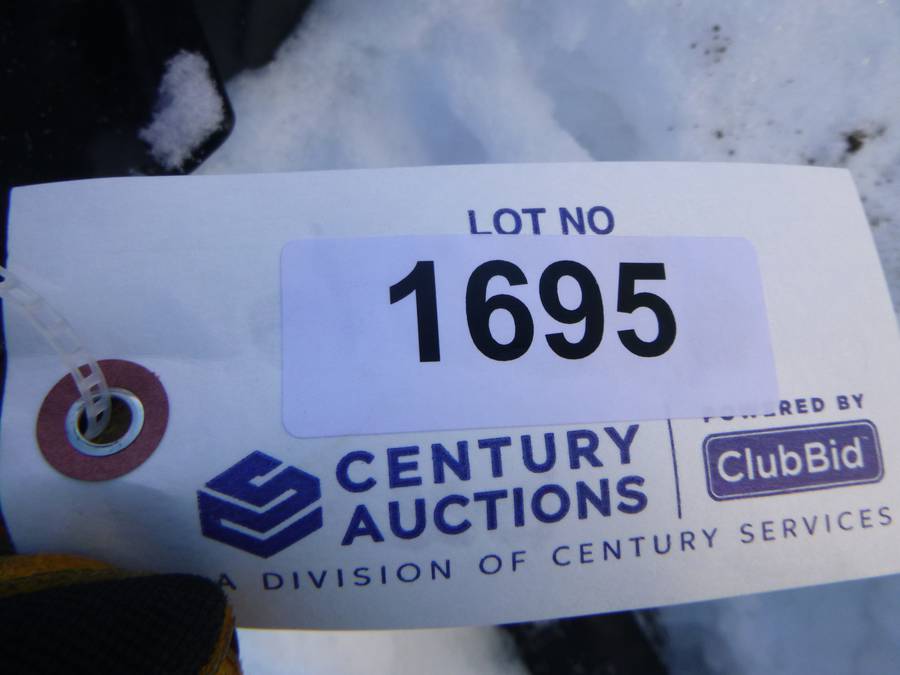 LOT NO
1695
CENTURY
AUCTIONS
POWERED BY
ClubBid
A DIVISION OF CENTURY SERVICES